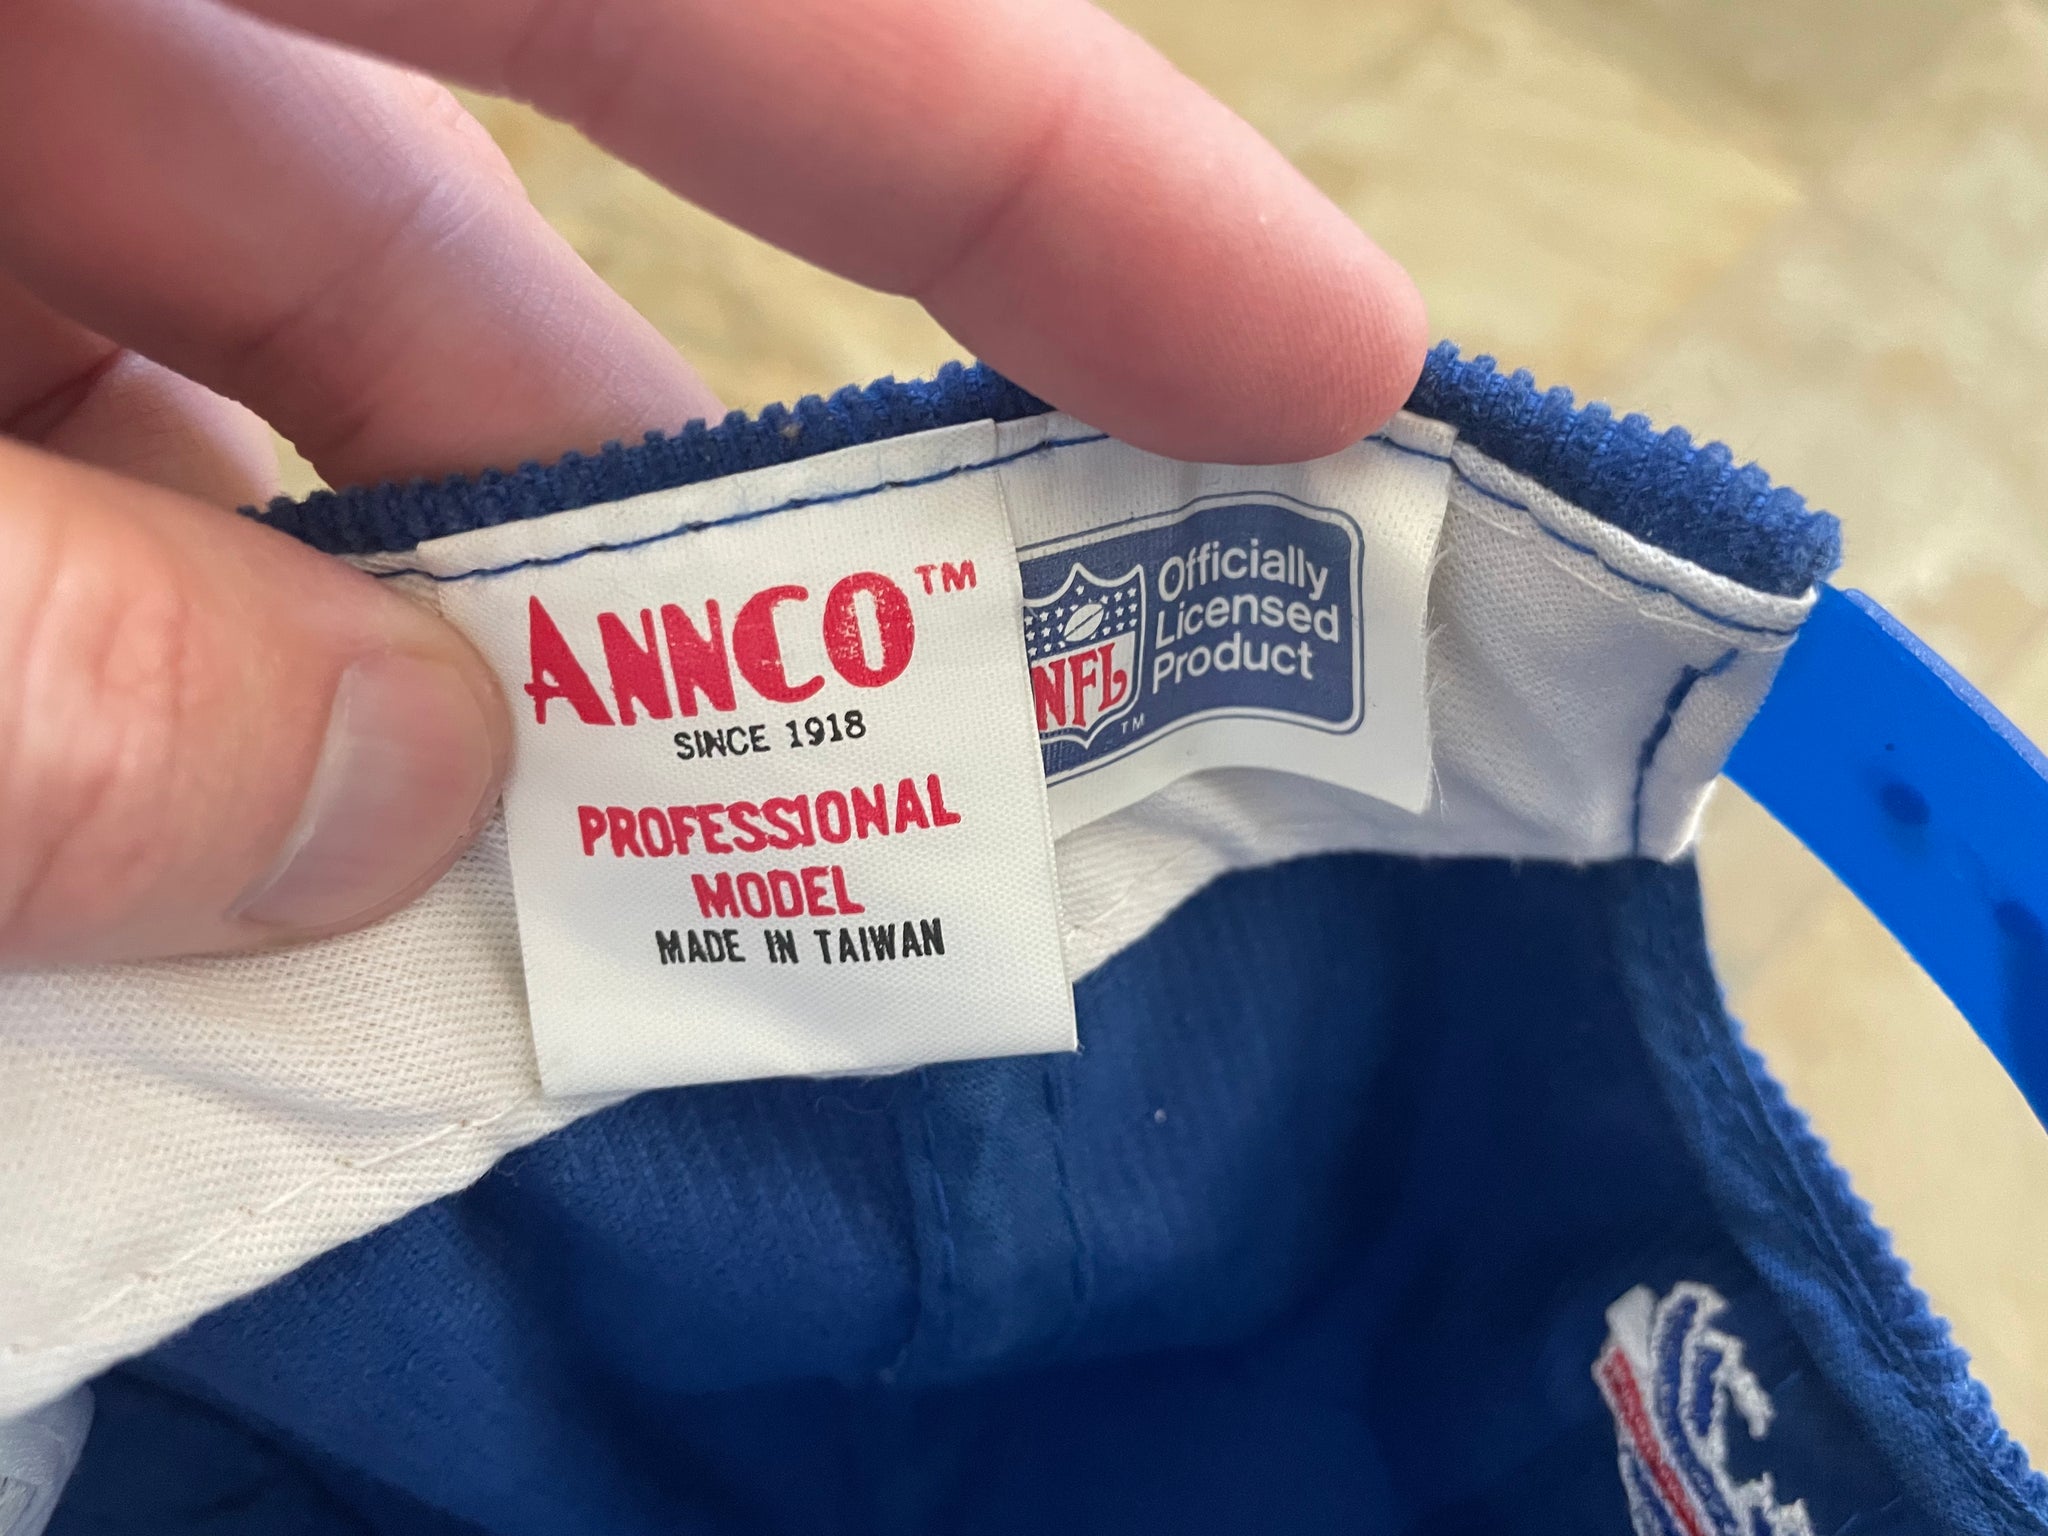 ANNCO™
SINCE 1918
PROFESSIONAL
MODEL
MADE IN TAIWAN
NFL
™
Officially
Licensed
Product